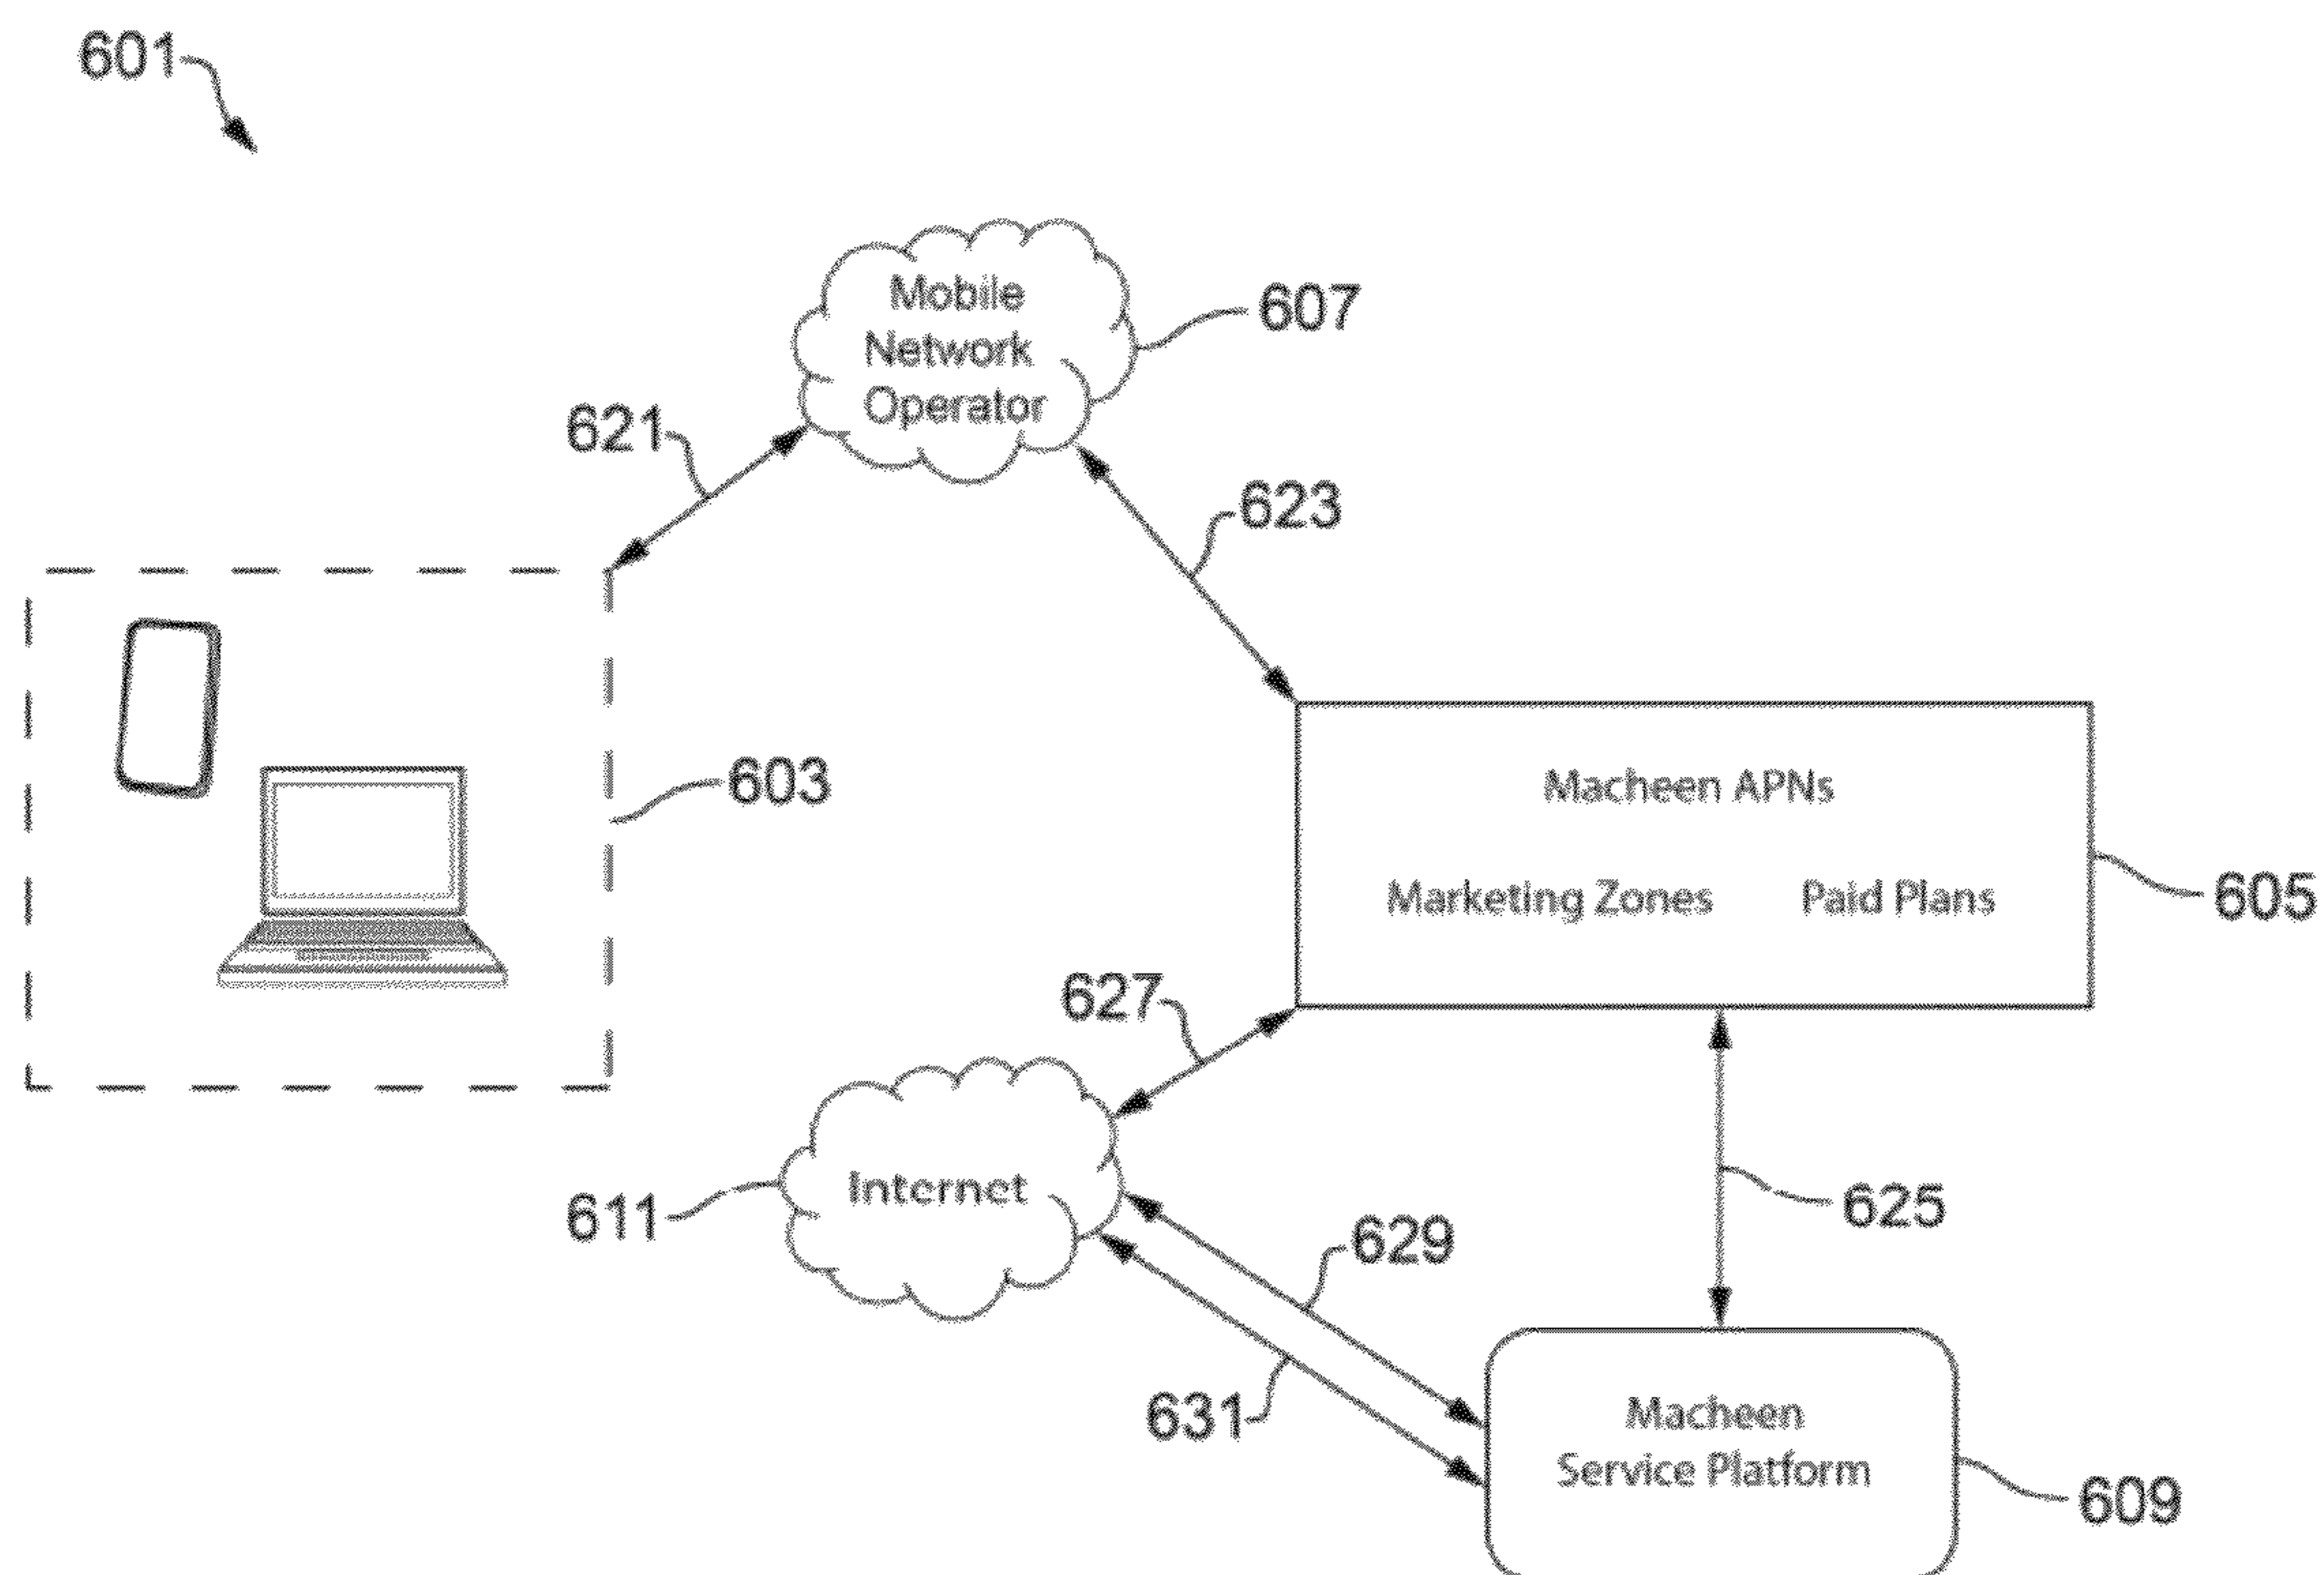 601
Mobile
Network
Operator
607
621
623
603
Macheen APNs
Marketing Zones Paid Plans
605
627
Internet
611
625
629
631
Macheen
Service Platform
609